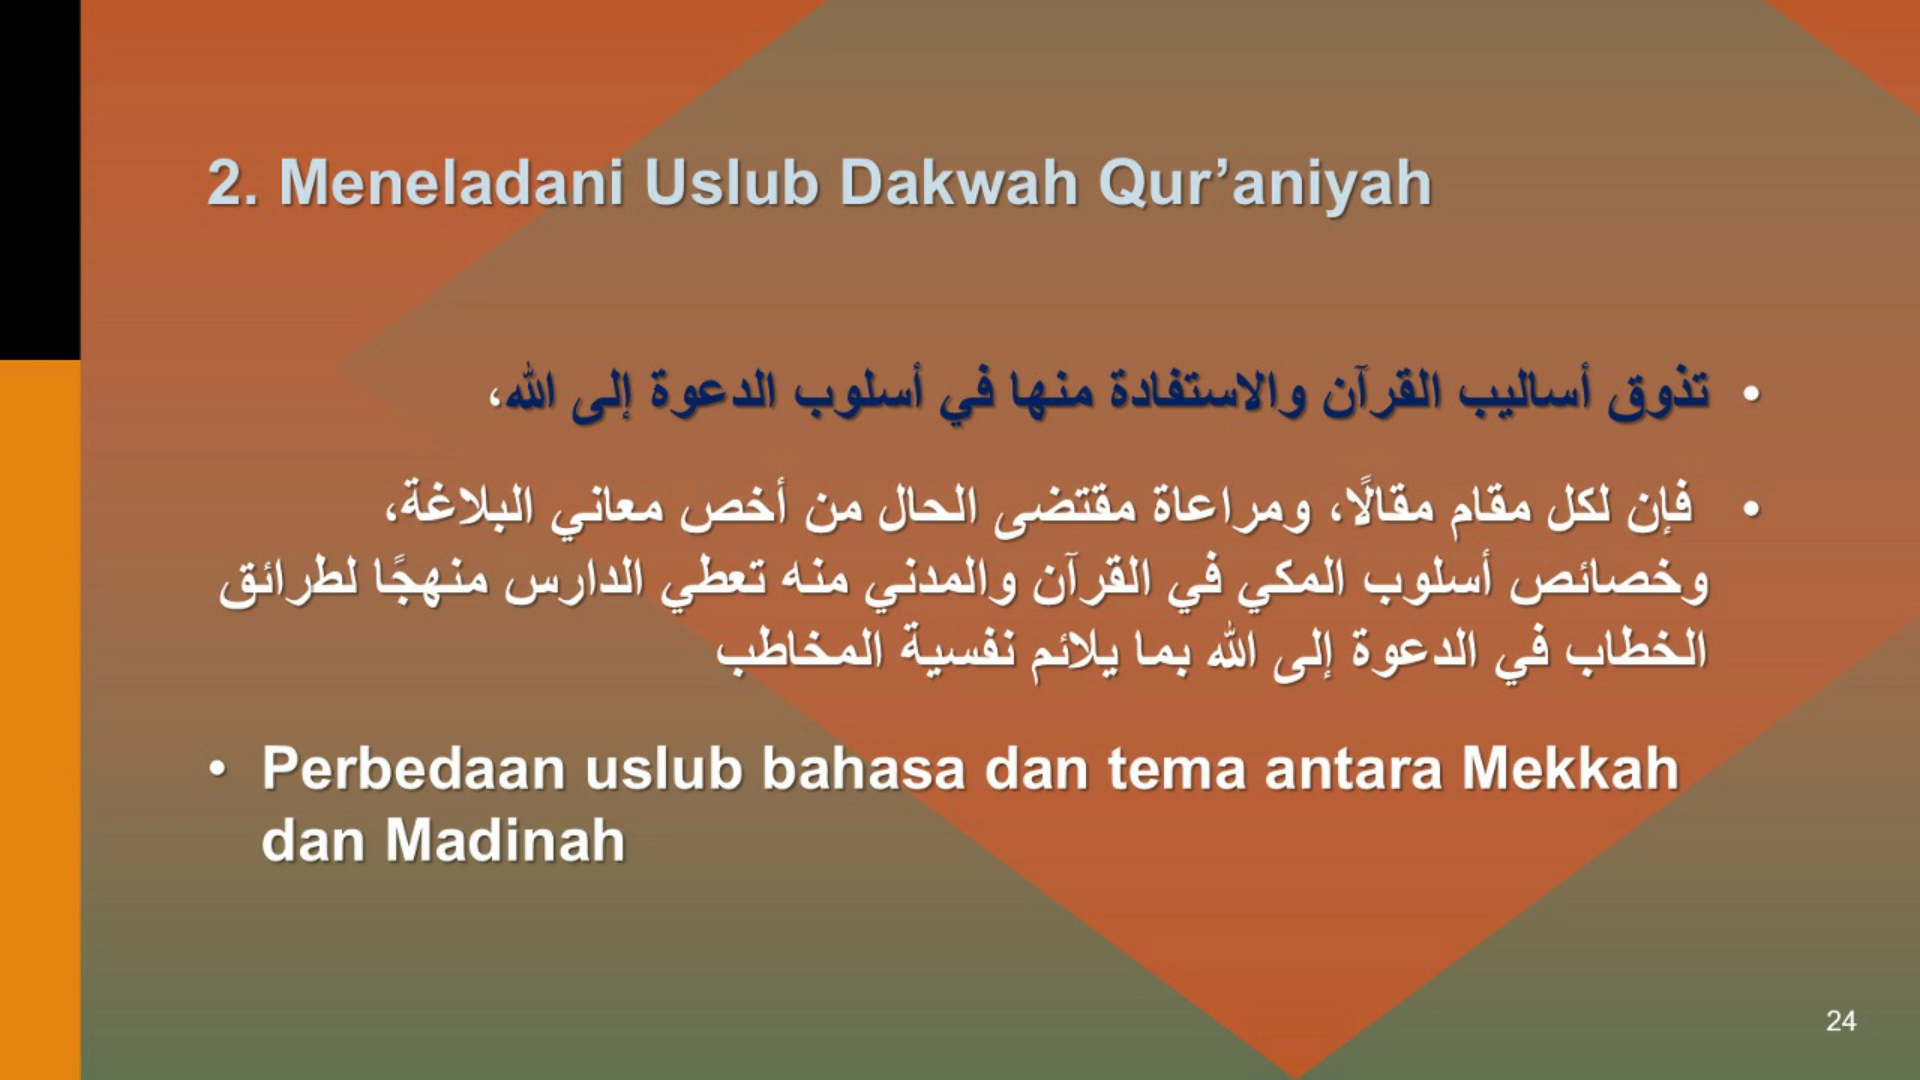 2. Meneladani Uslub Dakwah Qur’aniyah
• تذوق أساليب القرآن والاستفادة منها في أسلوب الدعوة إلى الله،
• فإن لكل مقام مقالًا، ومراعاة مقتضى الحال من أخص معاني البلاغة،
وخصائص أسلوب المكي في القرآن والمدني منه تعطي الدارس منهجًا لطرائق
الخطاب في الدعوة إلى الله بما يلائم نفسية المخاطب
• Perbedaan uslub bahasa dan tema antara Mekkah
dan Madinah
24